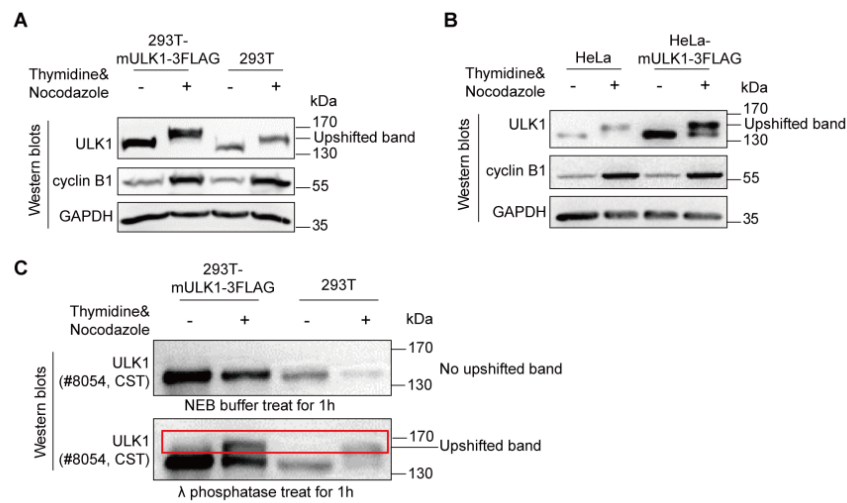 A
293T-
mULK1-3FLAG 293T
Thymidine&
Nocodazole - + - + kDa
Western blots
ULK1
170
Upshifted band
130
cyclin B1
55
GAPDH
35
B
HeLa-
HeLa mULK1-3FLAG
Thymidine&
Nocodazole - + - + kDa
Western blots
170
ULK1
Upshifted band
130
cyclin B1
55
GAPDH
35
C
293T-
mULK1-3FLAG 293T
Thymidine&
Nocodazole - + - + kDa
Western blots
170
ULK1
(#8054, CST)
No upshifted band
130
NEB buffer treat for 1h
ULK1
(#8054, CST)
170
Upshifted band
130
λ phosphatase treat for 1h